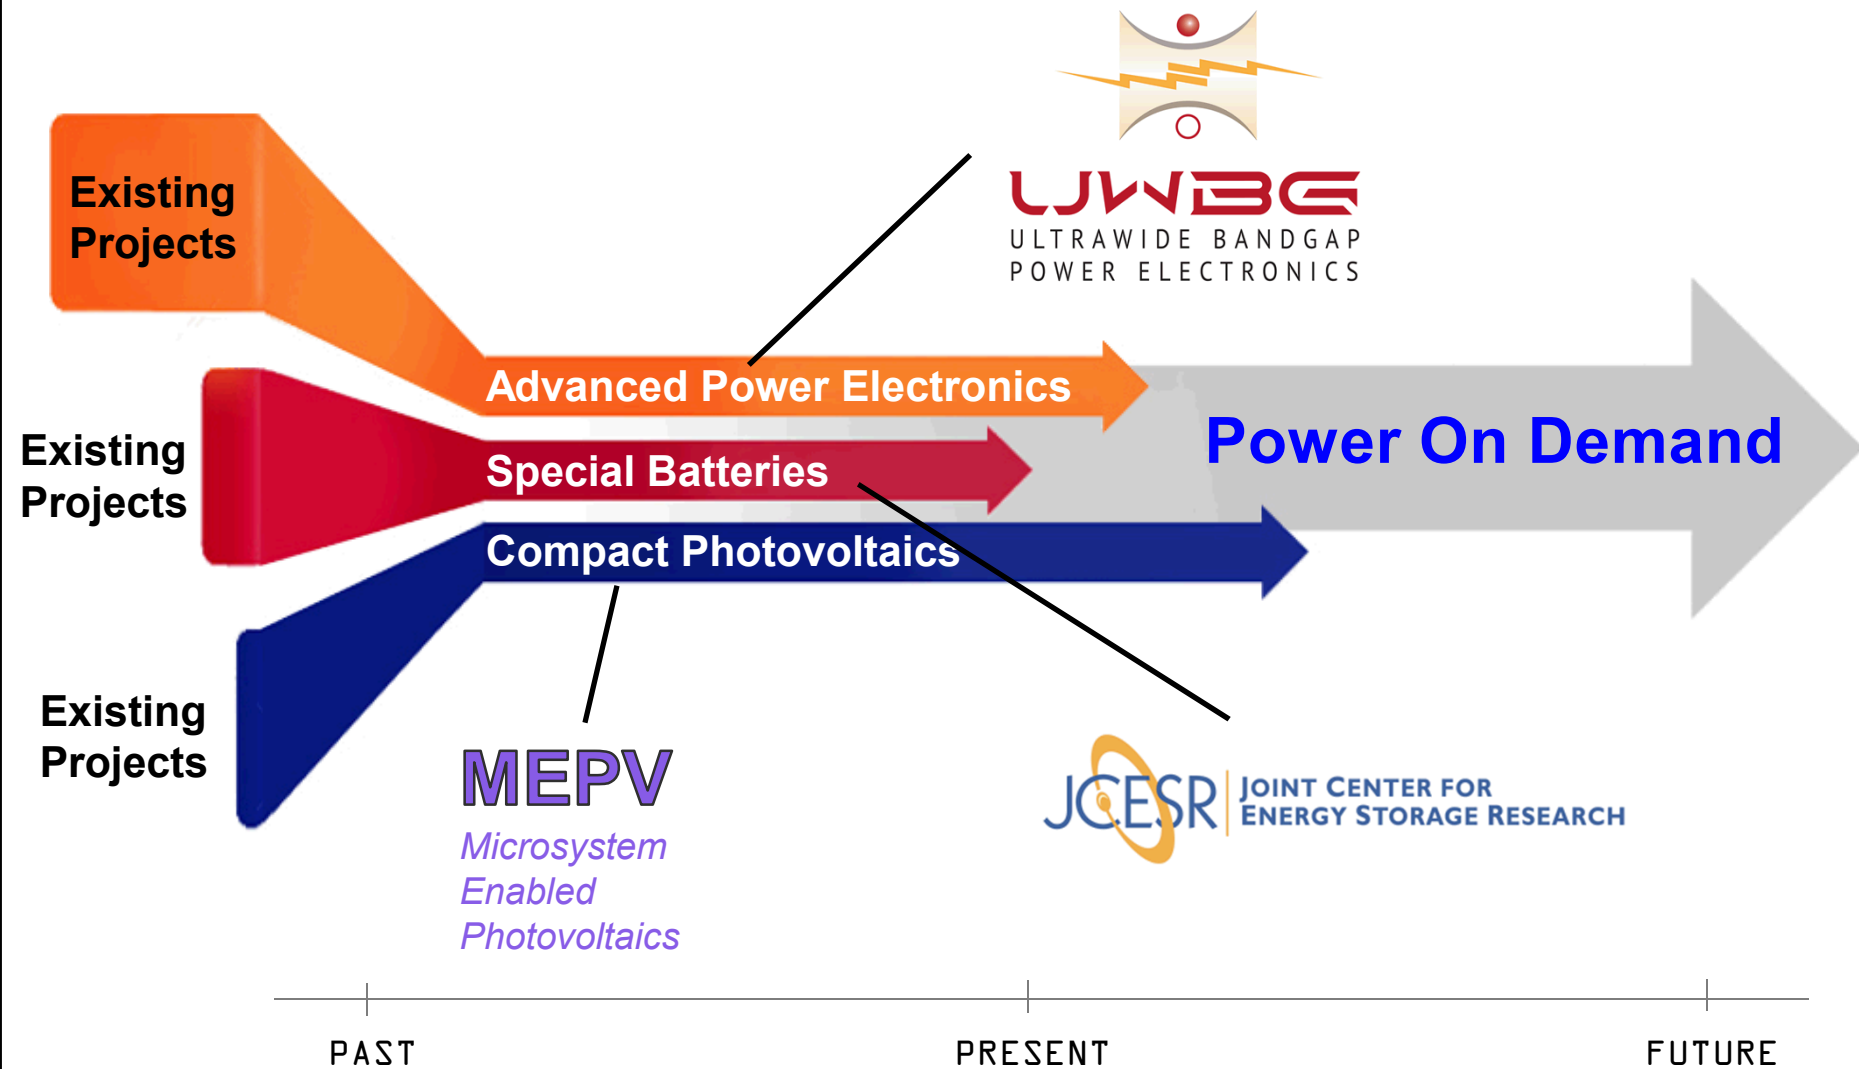 UWBG
ULTRAWIDE BANDGAP
POWER ELECTRONICS
Existing
Projects
Advanced Power Electronics
Power On Demand
Existing
Projects
Special Batteries
Compact Photovoltaics
Existing
Projects
MEPV
Microsystem
Enabled
Photovoltaics
JCESR
JOINT CENTER FOR
ENERGY STORAGE RESEARCH
PAST
PRESENT
FUTURE